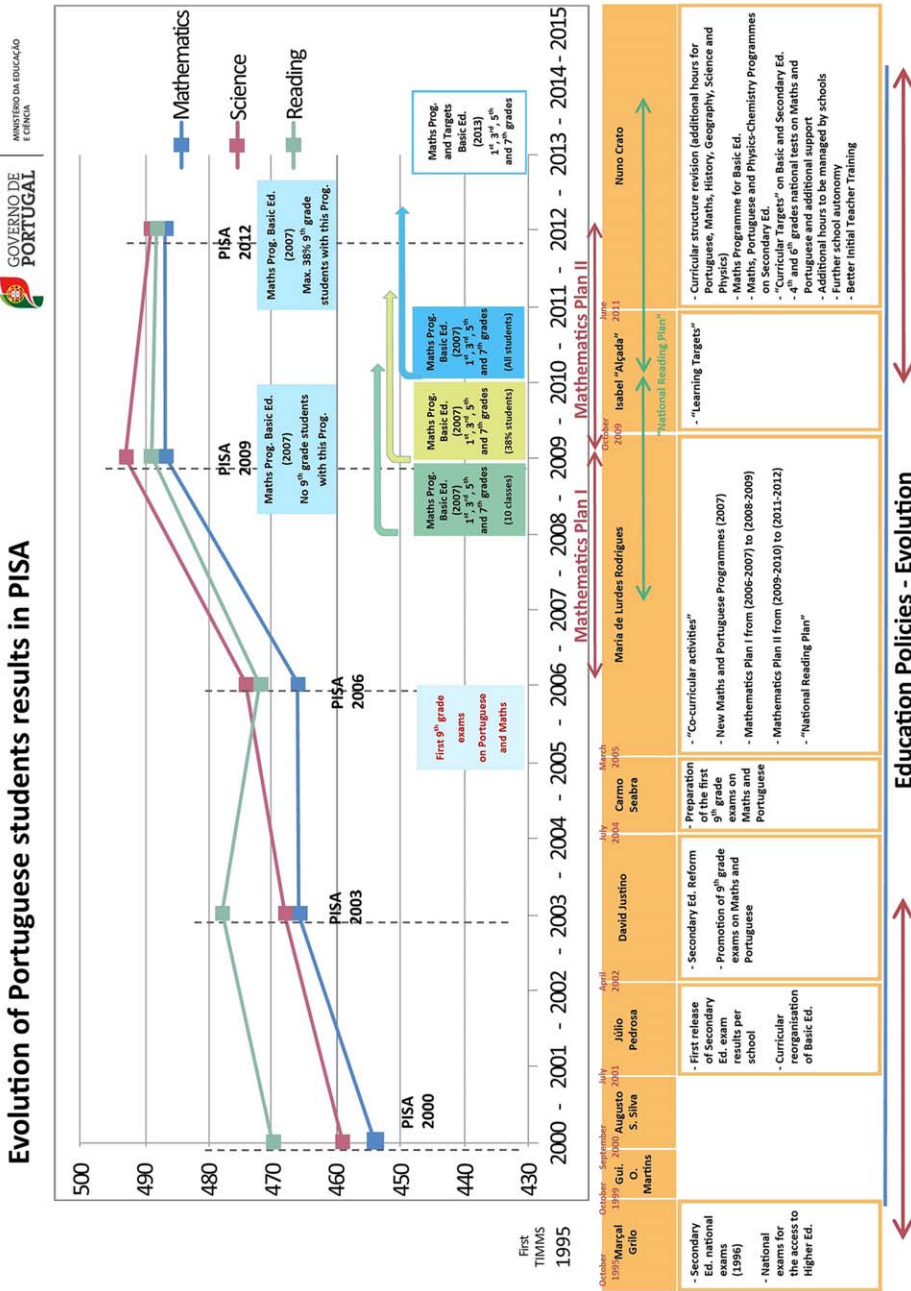 Evolution of Portuguese students results in PISA
GOVERNO DE
PORTUGAL
MINISTÉRIO DA EDUCAÇÃO
E CIÊNCIA
500
490
480
470
460
450
440
430
Mathematics
Science
Reading
PISA
2000
PISA
2003
PISA
2006
PISA
2009
PISA
2012
First 9th grade
exams
on Portuguese
and Maths
Maths Prog. Basic Ed.
(2007)
No 9th grade students
with this Prog.
Maths Prog. Basic Ed.
(2007)
Max. 38% 9th grade
students with this Prog.
Maths Prog.
Basic Ed.
(2007)
1st, 3rd, 5th
and 7th grades
(10 classes)
Maths Prog.
Basic Ed.
(2007)
1st, 3rd, 5th
and 7th grades
(38% students)
Maths Prog.
Basic Ed.
(2007)
1st, 3rd, 5th
and 7th grades
(All students)
Maths Prog.
and Targets
Basic Ed.
(2013)
1st, 3rd, 5th
and 7th grades
First
TIMMS
1995
2000 - 2001 - 2002 - 2003 - 2004 - 2005 - 2006 - 2007 - 2008 - 2009 - 2010 - 2011 - 2012 - 2013 - 2014 - 2015
Mathematics Plan I
Mathematics Plan II
October
1995
Marçal
Grilo
October
1999
Gui.
O.
Martins
September
2000
Augusto
S. Silva
July
2001
Júlio
Pedrosa
April
2002
David Justino
July
2004
Carmo
Seabra
March
2005
Maria de Lurdes Rodrigues
October
2009
Isabel "Alçada"
June
2011
Nuno Crato
"National Reading Plan"
- Secondary
Ed. national
exams
(1996)
- National
exams for
the access to
Higher Ed.
- First release
of Secondary
Ed. exam
results per
school
- Curricular
reorganisation
of Basic Ed.
- Secondary Ed. Reform
- Promotion of 9th grade
exams on Maths and
Portuguese
- Preparation
of the first
9th grade
exams on
Maths and
Portuguese
- "Co-curricular activities"
- New Maths and Portuguese Programmes (2007)
- Mathematics Plan I from (2006-2007) to (2008-2009)
- Mathematics Plan II from (2009-2010) to (2011-2012)
- "National Reading Plan"
- "Learning Targets"
- Curricular structure revision (additional hours for
Portuguese, Maths, History, Geography, Science and
Physics)
- Maths Programme for Basic Ed.
- Maths, Portuguese and Physics-Chemistry Programmes
on Secondary Ed.
- "Curricular Targets" on Basic and Secondary Ed.
- 4th and 6th grades national tests on Maths and
Portuguese and additional support
- Additional hours to be managed by schools
- Further school autonomy
- Better Initial Teacher Training
Education Policies - Evolution